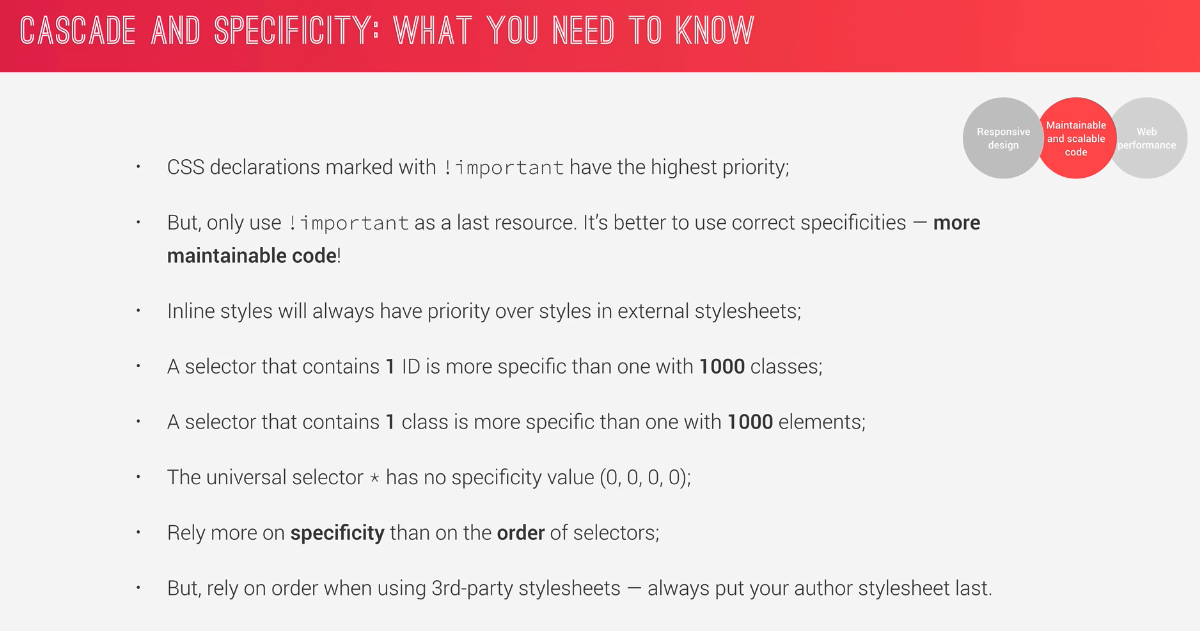 CASCADE AND SPECIFICITY: WHAT YOU NEED TO KNOW
Responsive
design
Maintainable
and scalable
code
Web
performance
• CSS declarations marked with !important have the highest priority;
• But, only use !important as a last resource. It’s better to use correct specificities — more
maintainable code!
• Inline styles will always have priority over styles in external stylesheets;
• A selector that contains 1 ID is more specific than one with 1000 classes;
• A selector that contains 1 class is more specific than one with 1000 elements;
• The universal selector * has no specificity value (0, 0, 0, 0);
• Rely more on specificity than on the order of selectors;
• But, rely on order when using 3rd-party stylesheets — always put your author stylesheet last.